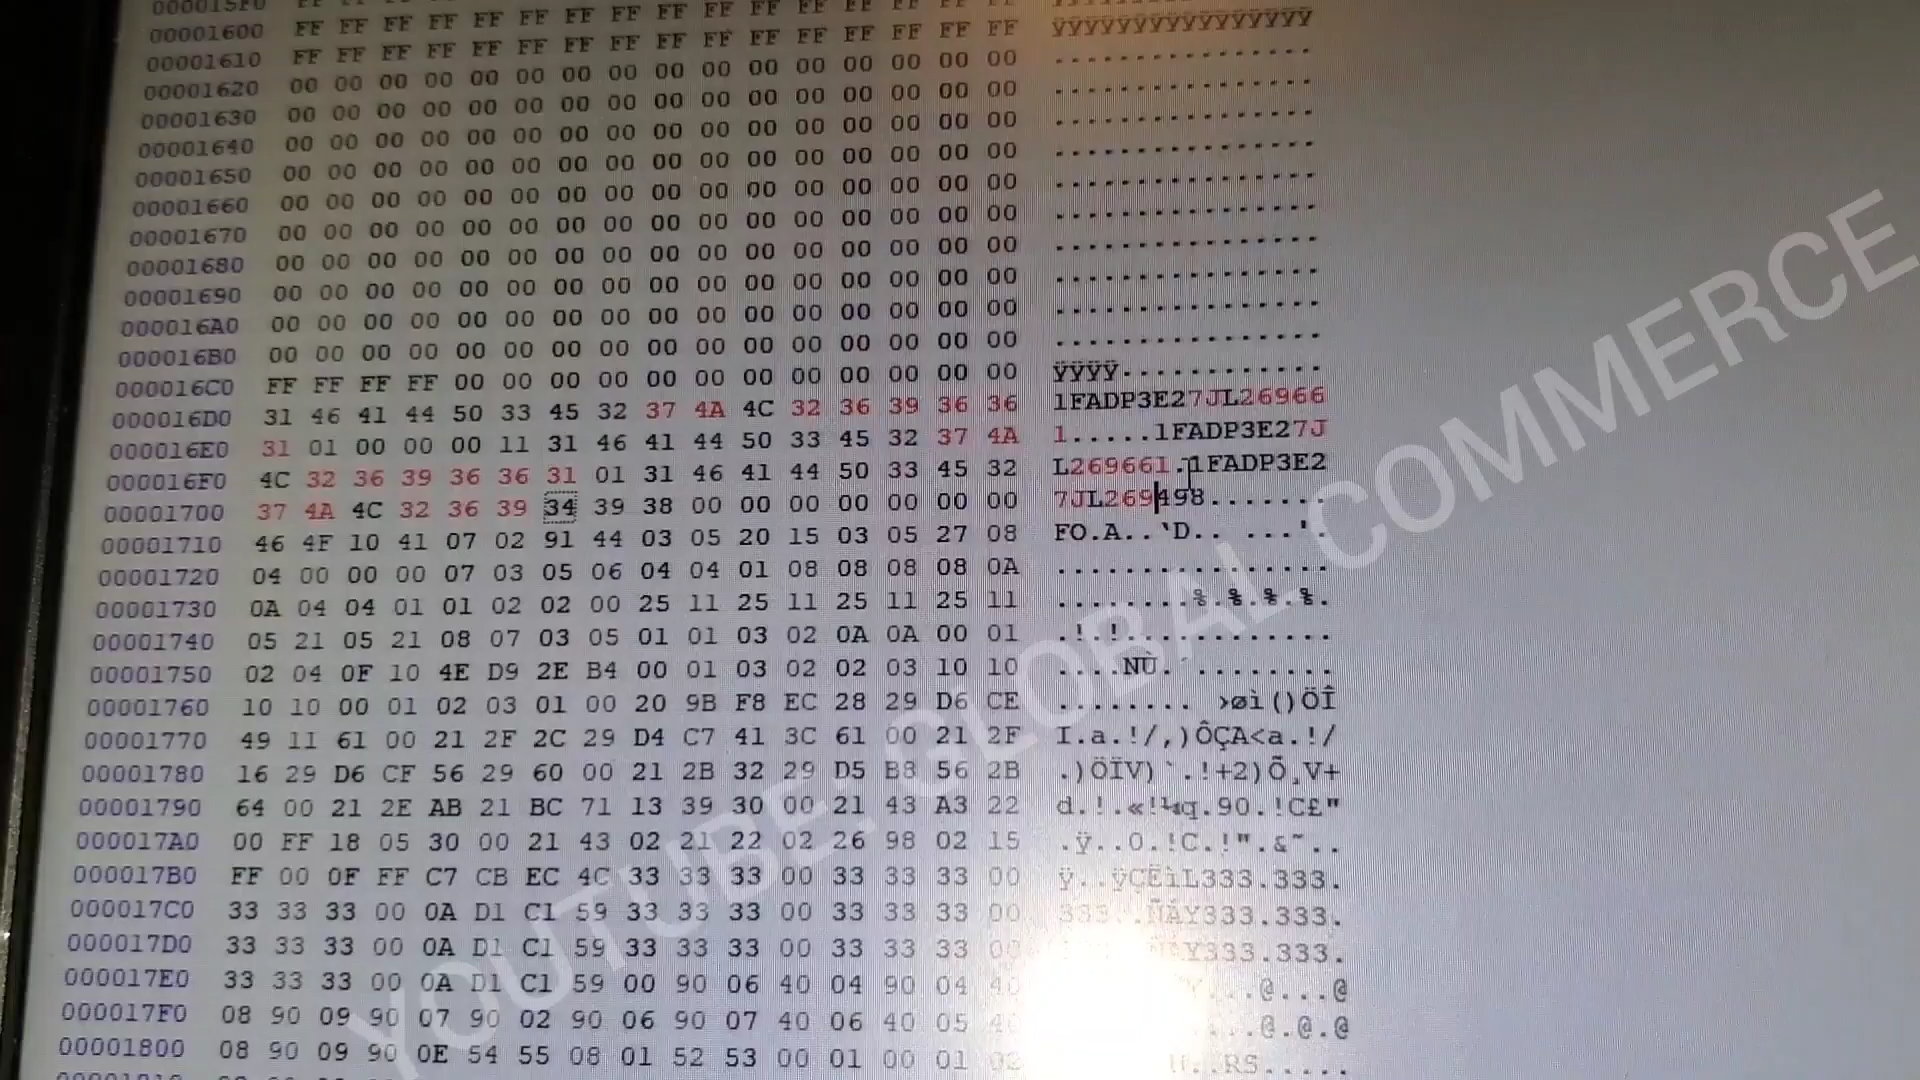 000015F0 FF FF FF FF FF FF FF FF FF FF FF FF FF FF FF FF
00001600 FF FF FF FF FF FF FF FF FF FF FF FF FF FF FF FF ÿÿÿÿÿÿÿÿÿÿÿÿÿÿÿÿ
00001610 FF FF FF FF FF FF FF FF FF FF FF FF FF FF FF FF ................
00001620 00 00 00 00 00 00 00 00 00 00 00 00 00 00 00 00 ................
00001630 00 00 00 00 00 00 00 00 00 00 00 00 00 00 00 00 ................
00001640 00 00 00 00 00 00 00 00 00 00 00 00 00 00 00 00 ................
00001650 00 00 00 00 00 00 00 00 00 00 00 00 00 00 00 00 ................
00001660 00 00 00 00 00 00 00 00 00 00 00 00 00 00 00 00 ................
00001670 00 00 00 00 00 00 00 00 00 00 00 00 00 00 00 00 ................
00001680 00 00 00 00 00 00 00 00 00 00 00 00 00 00 00 00 ................
00001690 00 00 00 00 00 00 00 00 00 00 00 00 00 00 00 00 ................
000016A0 00 00 00 00 00 00 00 00 00 00 00 00 00 00 00 00 ................
000016B0 00 00 00 00 00 00 00 00 00 00 00 00 00 00 00 00 ................
000016C0 FF FF FF FF 00 00 00 00 00 00 00 00 00 00 00 00 ÿÿÿÿ............
000016D0 31 46 41 44 50 33 45 32 37 4A 4C 32 36 39 36 36 1FADP3E27JL26966
000016E0 31 01 00 00 00 11 31 46 41 44 50 33 45 32 37 4A 1.....1FADP3E27J
000016F0 4C 32 36 39 36 36 31 01 31 46 41 44 50 33 45 32 L269661.1FADP3E2
00001700 37 4A 4C 32 36 39 34 39 38 00 00 00 00 00 00 00 7JL269498.......
00001710 46 4F 10 41 07 02 91 44 03 05 20 15 03 05 27 08 FO.A..‘D.. ...'.
00001720 04 00 00 00 07 03 05 06 04 04 01 08 08 08 08 0A ................
00001730 0A 04 04 01 01 02 02 00 25 11 25 11 25 11 25 11 ........%.%.%.%.
00001740 05 21 05 21 08 07 03 05 01 01 03 02 0A 0A 00 01 .!.!............
00001750 02 04 0F 10 4E D9 2E B4 00 01 03 02 02 03 10 10 ....NÙ.´........
00001760 10 10 00 01 02 03 01 00 20 9B F8 EC 28 29 D6 CE ........ ›øì()ÖÎ
00001770 49 11 61 00 21 2F 2C 29 D4 C7 41 3C 61 00 21 2F I.a.!/,)ÔÇA<a.!/
00001780 16 29 D6 CF 56 29 60 00 21 2B 32 29 D5 B8 56 2B .)ÖÏV)`.!+2)Õ¸V+
00001790 64 00 21 2E AB 21 BC 71 13 39 30 00 21 43 A3 22 d.!.«!¼q.90.!C£"
000017A0 00 FF 18 05 30 00 21 43 02 21 22 02 26 98 02 15 .ÿ..0.!C.!".&˜..
000017B0 FF 00 0F FF C7 CB EC 4C 33 33 33 00 33 33 33 00 ÿ..ÿÇËìL333.333.
000017C0 33 33 33 00 0A D1 C1 59 33 33 33 00 33 33 33 00 333..ÑÁY333.333.
000017D0 33 33 33 00 0A D1 C1 59 33 33 33 00 33 33 33 00 Y333.333.
000017E0 33 33 33 00 0A D1 C1 59 00 90 06 40 04 90 04 40 Y...@...@
000017F0 08 90 09 90 07 90 02 90 06 90 07 40 06 40 05 40 .@.@.@
00001800 08 90 09 90 0E 54 55 08 01 52 53 00 01 00 01 02 ..RS.....
YOUTUBE: GLOBAL COMMERCE